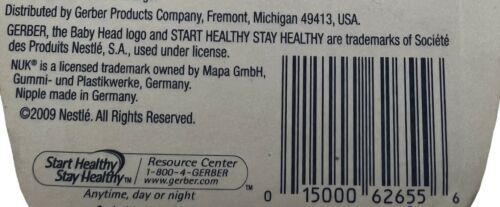 Distributed by Gerber Products Company, Fremont, Michigan 49413, USA.
GERBER, the Baby Head logo and START HEALTHY STAY HEALTHY are trademarks of Société
des Produits Nestlé, S.A., used under license.
NUK® is a licensed trademark owned by Mapa GmbH,
Gummi- und Plastikwerke, Germany.
Nipple made in Germany.
©2009 Nestlé. All Rights Reserved.
Start Healthy
Stay Healthy™
Resource Center
1-800-4-GERBER
www.gerber.com
™
Anytime, day or night
0 15000 62655 6